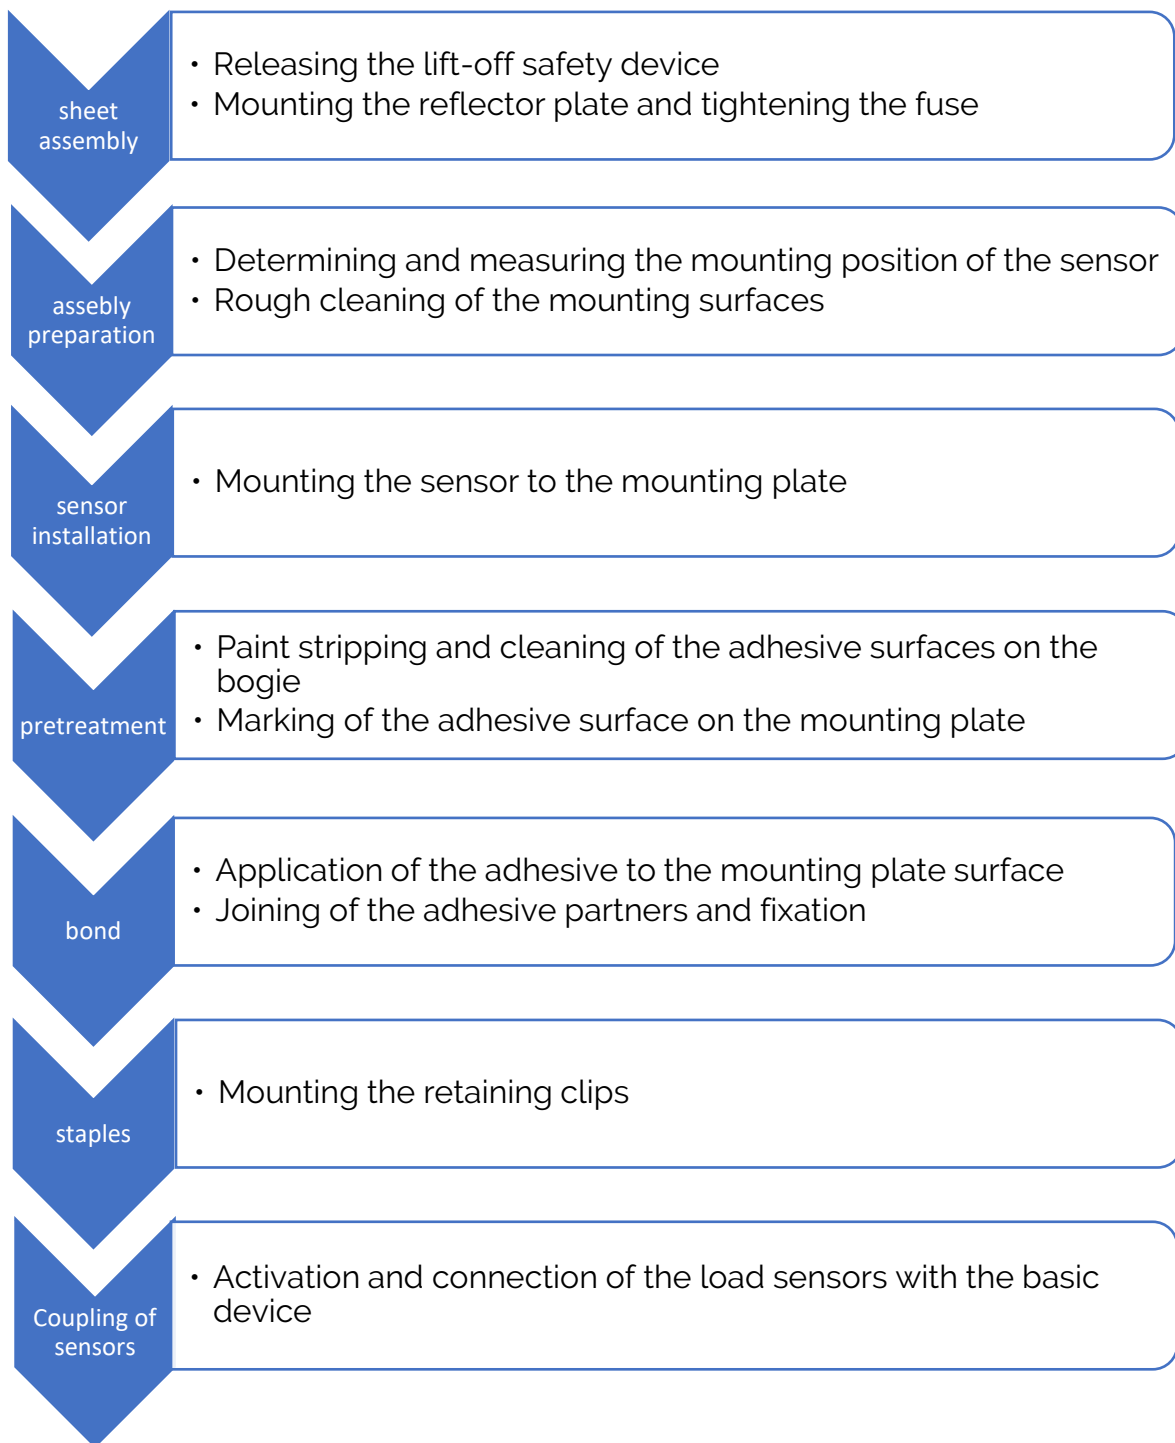 sheet
assembly
• Releasing the lift-off safety device
• Mounting the reflector plate and tightening the fuse
assebly
preparation
• Determining and measuring the mounting position of the sensor
• Rough cleaning of the mounting surfaces
sensor
installation
• Mounting the sensor to the mounting plate
pretreatment
• Paint stripping and cleaning of the adhesive surfaces on the
bogie
• Marking of the adhesive surface on the mounting plate
bond
• Application of the adhesive to the mounting plate surface
• Joining of the adhesive partners and fixation
staples
• Mounting the retaining clips
Coupling of
sensors
• Activation and connection of the load sensors with the basic
device